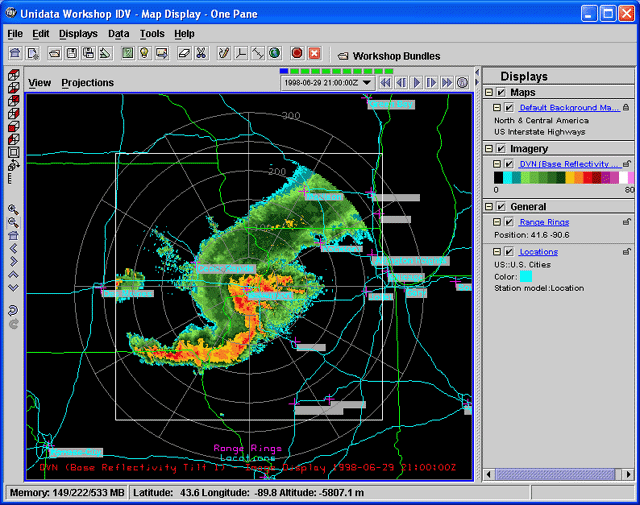 Unidata Workshop IDV - Map Display - One Pane
File Edit Displays Data Tools Help
Workshop Bundles
View Projections
1998-06-29 21:00:00Z
Displays
Maps
Default Background Ma...
North & Central America
US Interstate Highways
Imagery
DVN (Base Reflectivity ...
0 80
General
Range Rings
Position: 41.6 -90.6
Locations
US::U.S. Cities
Color:
Station model:Location
300
200
Range Rings
Locations
DVN (Base Reflectivity Tilt 1) - Image Display 1998-06-29 21:00:00Z
Memory: 149/222/533 MB Latitude: 43.6 Longitude: -89.8 Altitude: -5807.1 m